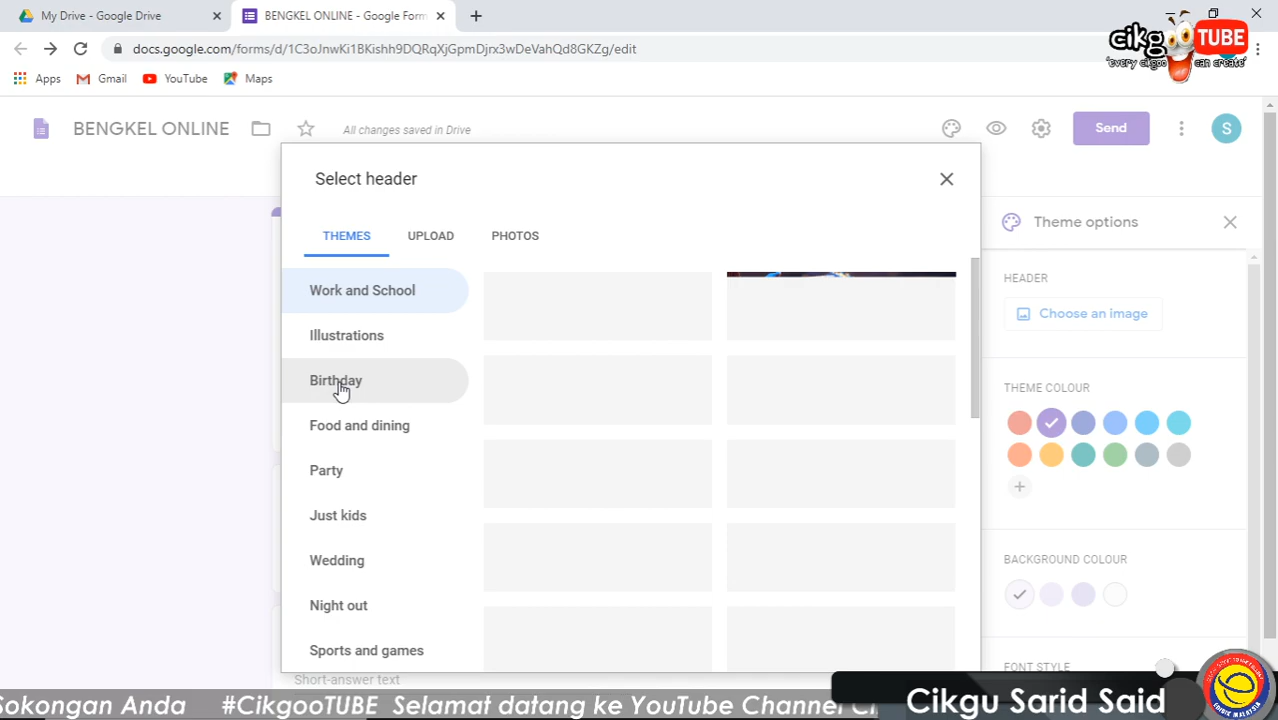 My Drive - Google Drive
BENGKEL ONLINE - Google Form
docs.google.com/forms/d/1C3oJnwKi1BKishh9DQRqXjGpmDjrx3wDeVahQd8GKZg/edit
cikgoo TUBE
'every cikgoo can create'
Apps
Gmail
YouTube
Maps
BENGKEL ONLINE
All changes saved in Drive
Send
S
Select header
THEMES
UPLOAD
PHOTOS
Work and School
Illustrations
Birthday
Food and dining
Party
Just kids
Wedding
Night out
Sports and games
Theme options
HEADER
Choose an image
THEME COLOUR
BACKGROUND COLOUR
FONT STYLE
Short-answer text
Sokongan Anda #CikgooTUBE Selamat datang ke YouTube Channel Ci
Cikgu Sarid Said